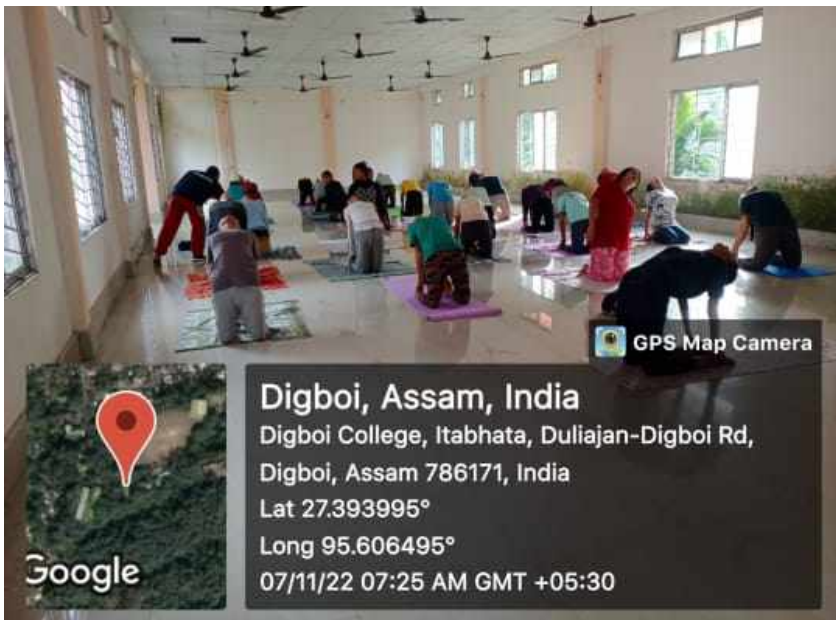 GPS Map Camera
Digboi, Assam, India
Digboi College, Itabhata, Duliajan-Digboi Rd,
Digboi, Assam 786171, India
Lat 27.393995°
Long 95.606495°
07/11/22 07:25 AM GMT +05:30
Google